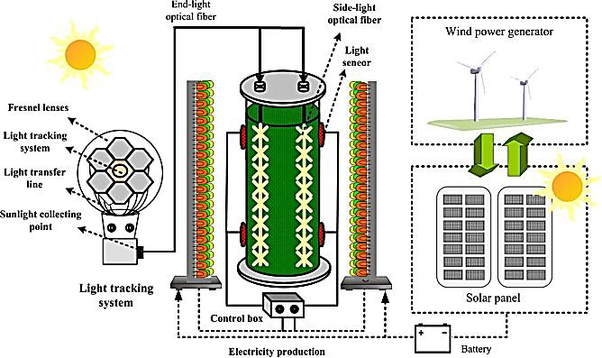 End-light
optical fiber
Side-light
optical fiber
Light
seneor
Wind power generator
Fresnel lenses
Light tracking
system
Light transfer
line
Sunlight collecting
point
Light tracking
system
Control box
Solar panel
+ -
Battery
Electricity production